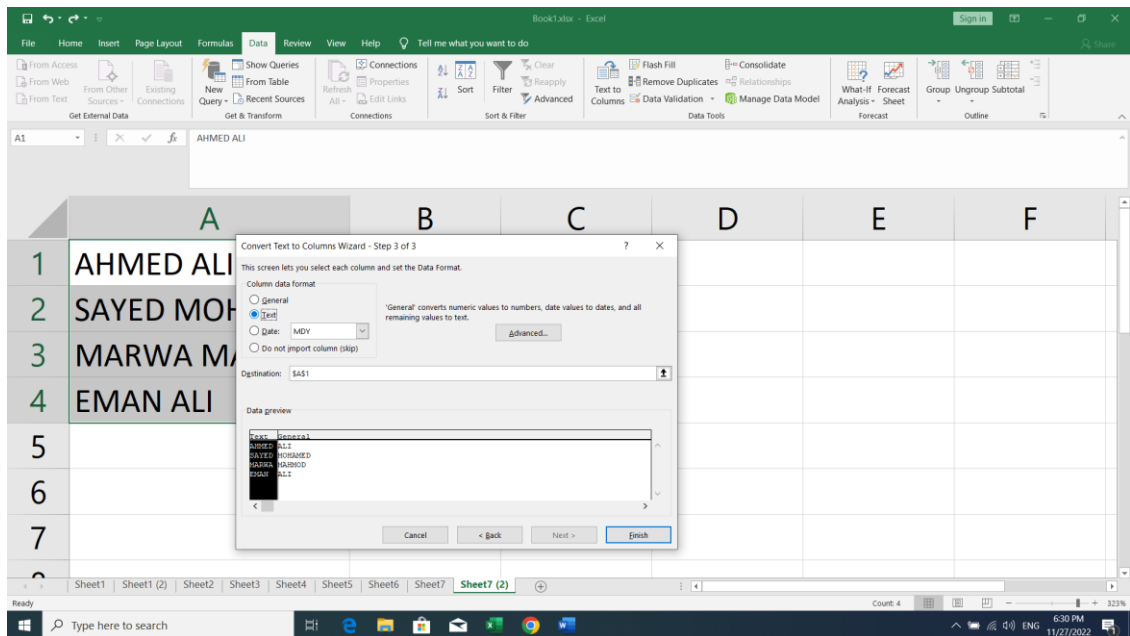 Book1.xlsx - Excel
Sign in
File Home Insert Page Layout Formulas Data Review View Help Tell me what you want to do
Share
From Access
From Web
From Text
From Other Sources
Existing Connections
Get External Data
New Query
Show Queries
From Table
Recent Sources
Get & Transform
Refresh All
Connections
Properties
Edit Links
Connections
Sort
Filter
Clear
Reapply
Advanced
Sort & Filter
Text to Columns
Flash Fill
Remove Duplicates
Data Validation
Consolidate
Relationships
Manage Data Model
Data Tools
What-If Analysis
Forecast Sheet
Forecast
Group Ungroup Subtotal
Outline
A1
fx
AHMED ALI
A B C D E F
1 AHMED ALI
2 SAYED MOH
3 MARWA MA
4 EMAN ALI
5
6
7
Convert Text to Columns Wizard - Step 3 of 3
? ×
This screen lets you select each column and set the Data Format.
Column data format
General
Text
Date: MDY
Do not import column (skip)
'General' converts numeric values to numbers, date values to dates, and all
remaining values to text.
Advanced...
Destination: $A$1
Data preview
Text General
AHMED ALI
SAYED MOHAMED
MARWA MAHMOD
EMAN ALI
Cancel < Back Next > Finish
Sheet1 Sheet1 (2) Sheet2 Sheet3 Sheet4 Sheet5 Sheet6 Sheet7 Sheet7 (2)
Ready
Count: 4
323%
Type here to search
ENG
6:30 PM
11/27/2022